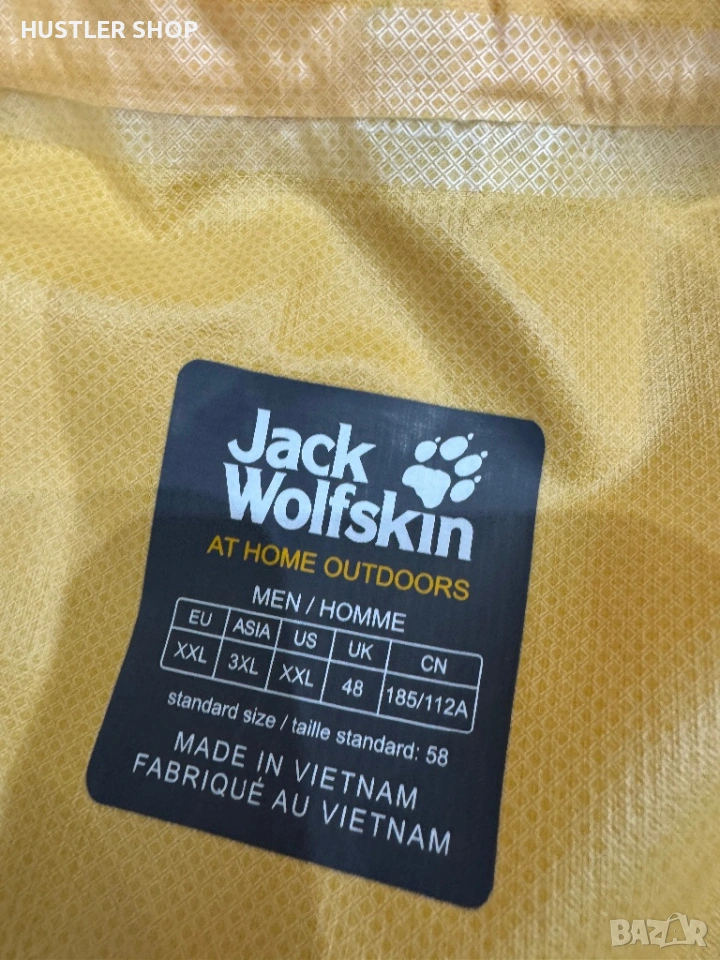 HUSTLER SHOP
Jack
Wolfskin
AT HOME OUTDOORS
MEN / HOMME
EU ASIA US UK CN
XXL 3XL XXL 48 185/112A
standard size / taille standard: 58
MADE IN VIETNAM
FABRIQUÉ AU VIETNAM
BAZAR